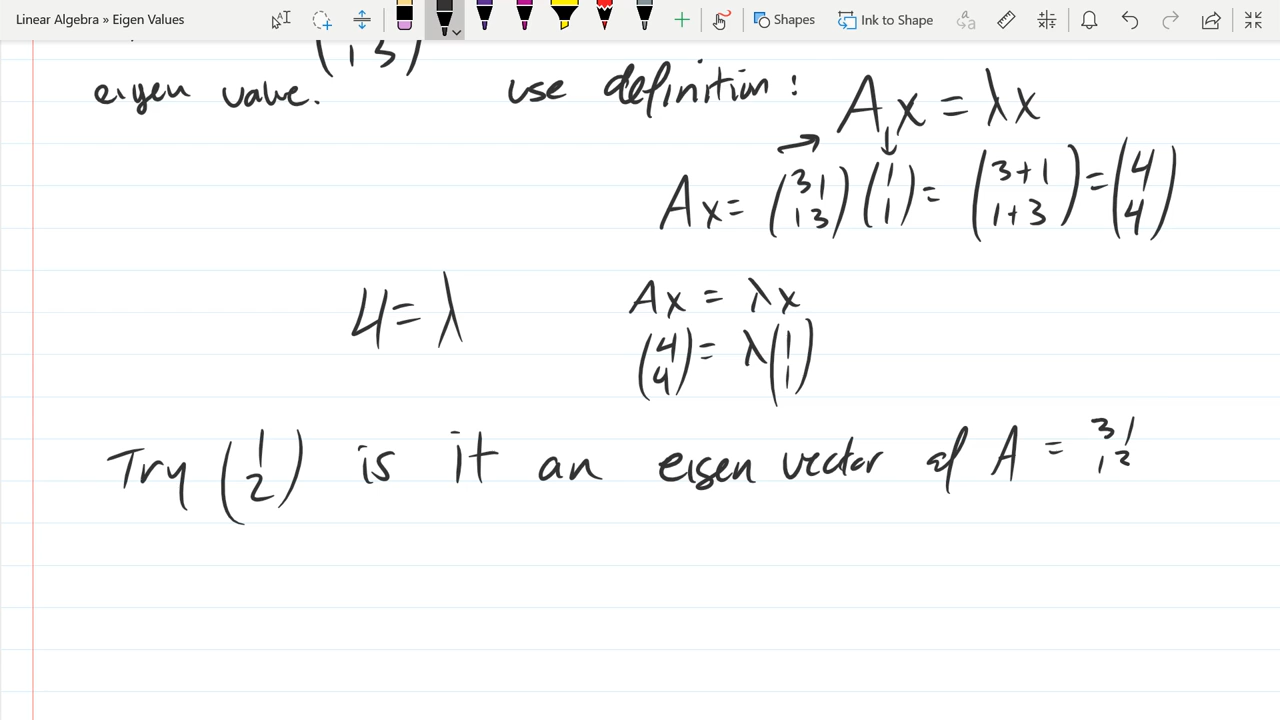 Linear Algebra » Eigen Values
Shapes
Ink to Shape
(1 3)
eigen value. use definition: Ax = λx
Ax = (3 1 / 1 3) (1 / 1) = (3+1 / 1+3) = (4 / 4)
4 = λ
Ax = λx
(4 / 4) = λ (1 / 1)
Try (1 / 2) is it an eigen vector of A = 3 1 / 1 3